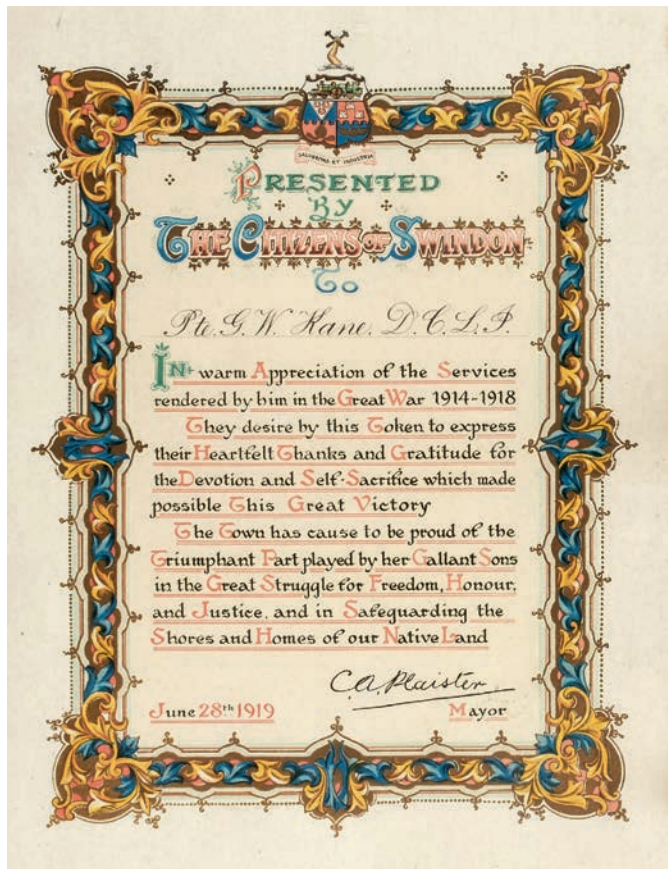 SALUBRITAS ET INDUSTRIA
PRESENTED
BY
THE CITIZENS OF SWINDON
To
Pte. G. W. Hane. D. C. L. I.
IN warm Appreciation of the Services
rendered by him in the Great War 1914-1918
They desire by this Token to express
their Heartfelt Thanks and Gratitude for
the Devotion and Self-Sacrifice which made
possible This Great Victory
The Town has cause to be proud of the
Triumphant Part played by her Gallant Sons
in the Great Struggle for Freedom, Honour,
and Justice, and in Safeguarding the
Shores and Homes of our Native Land
C.A. Plaister
June 28th 1919
Mayor